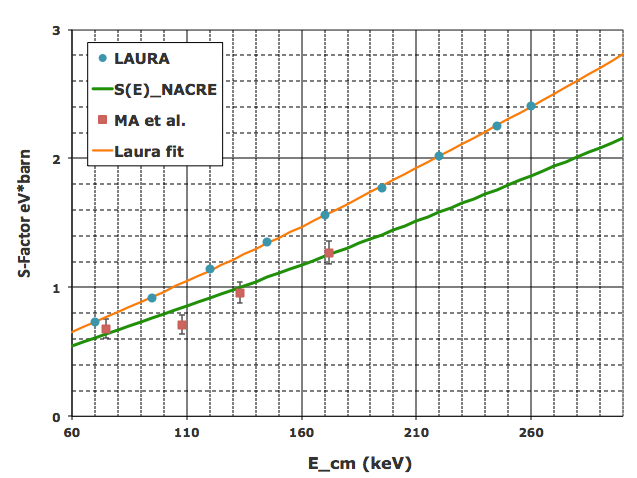 3
LAURA
S(E)_NACRE
MA et al.
Laura fit
2
S-Factor eV*barn
1
0
60 110 160 210 260
E_cm (keV)